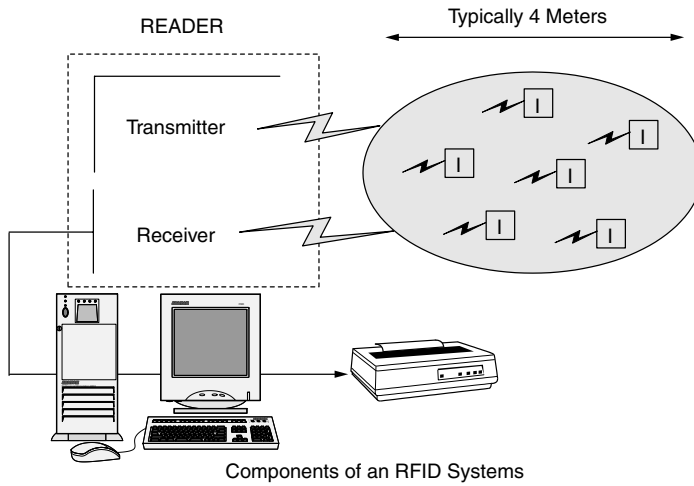 Typically 4 Meters
READER
Transmitter
Receiver
I
I
I
I
I
I
Components of an RFID Systems